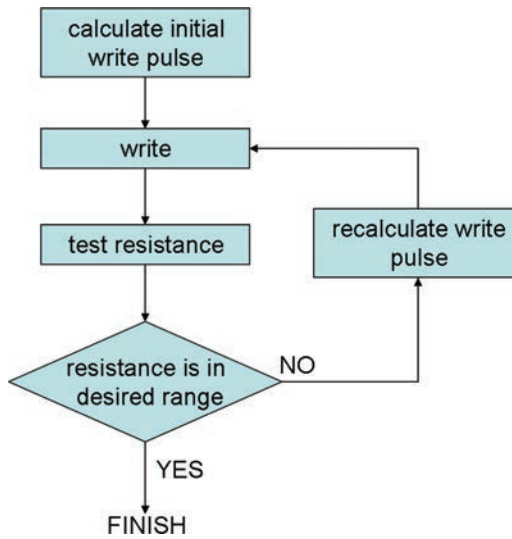 calculate initial
write pulse
write
test resistance
recalculate write
pulse
resistance is in
desired range
NO
YES
FINISH